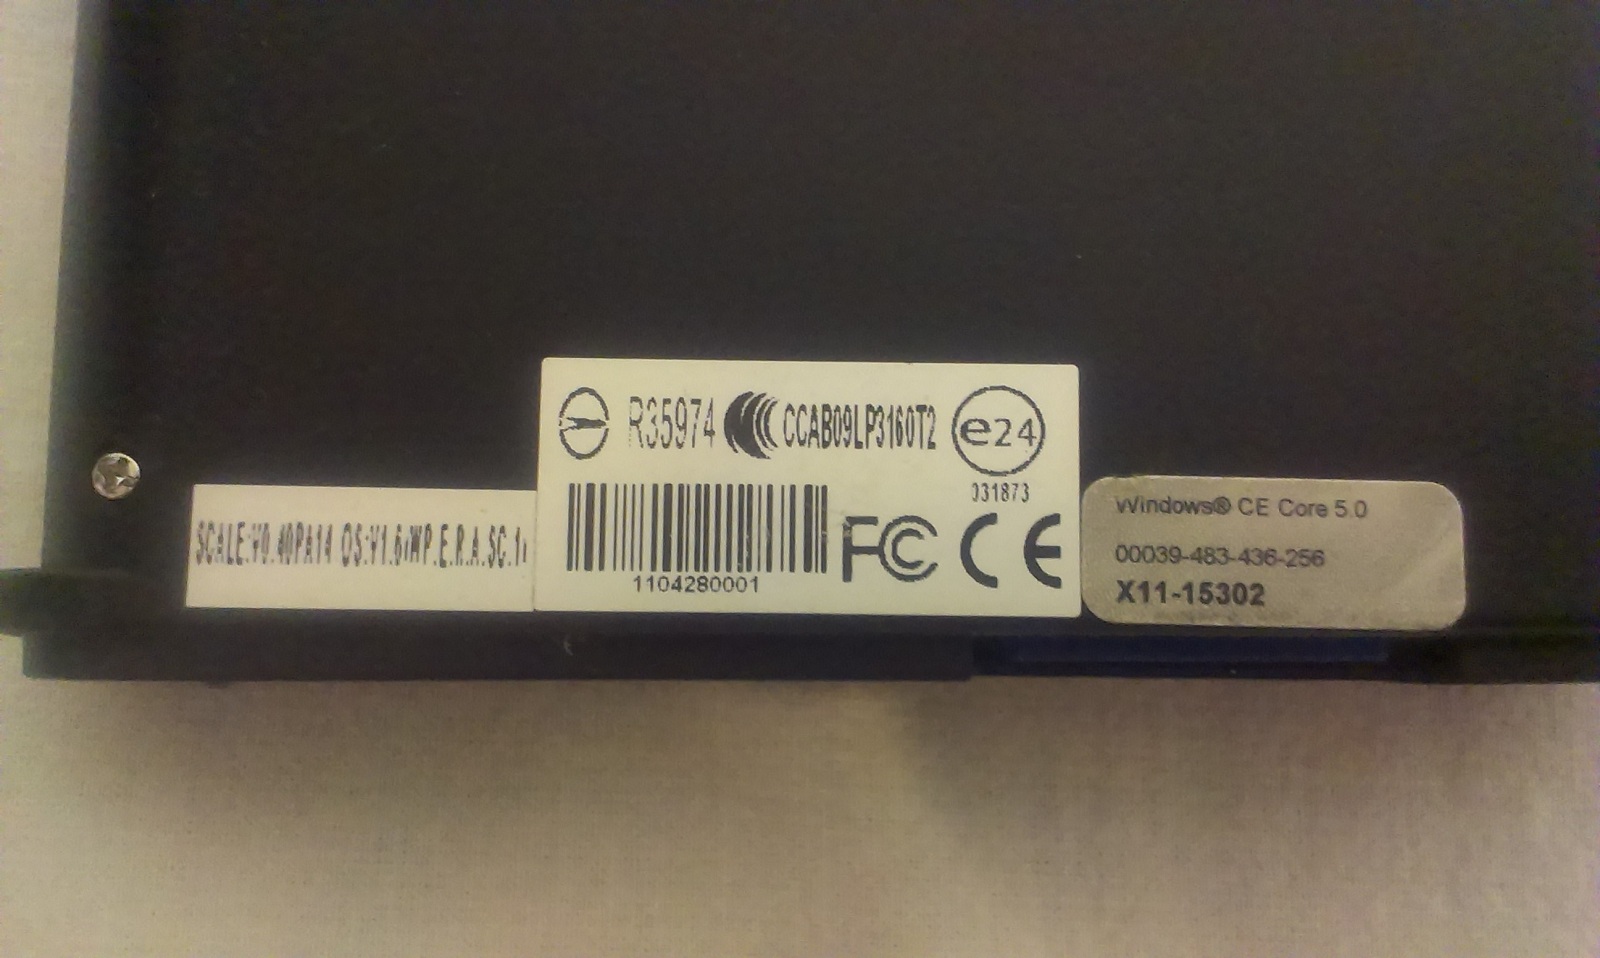 R35974 CCAB09LP3160T2 e24
031873
1104280001
FC CE
SCALE:V0.40PA14 OS:V1.6
Windows® CE Core 5.0
00039-483-436-256
X11-15302